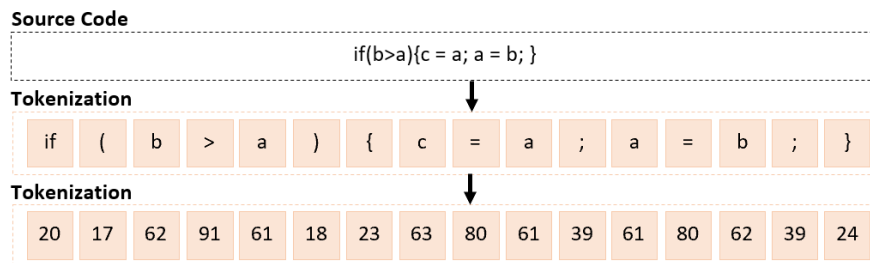 Source Code
if(b>a){c = a; a = b; }
Tokenization
if ( b > a ) { c = a ; a = b ; }
Tokenization
20 17 62 91 61 18 23 63 80 61 39 61 80 62 39 24